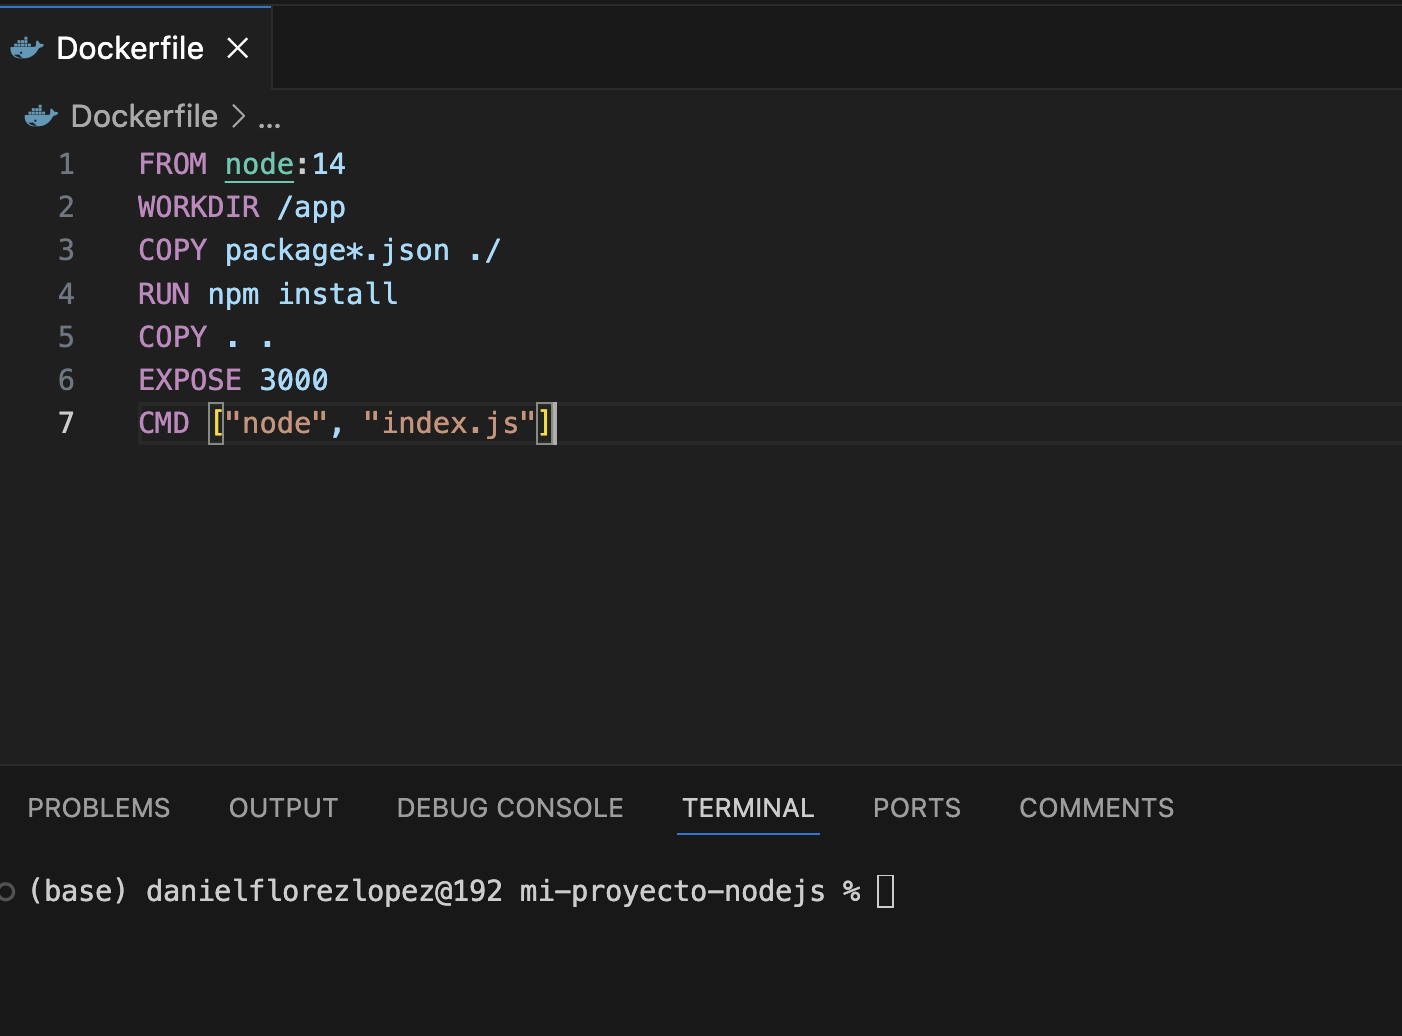 Dockerfile
Dockerfile > ...
1 FROM node:14
2 WORKDIR /app
3 COPY package*.json ./
4 RUN npm install
5 COPY . .
6 EXPOSE 3000
7 CMD ["node", "index.js"]
PROBLEMS OUTPUT DEBUG CONSOLE TERMINAL PORTS COMMENTS
(base) danielflorezlopez@192 mi-proyecto-nodejs %